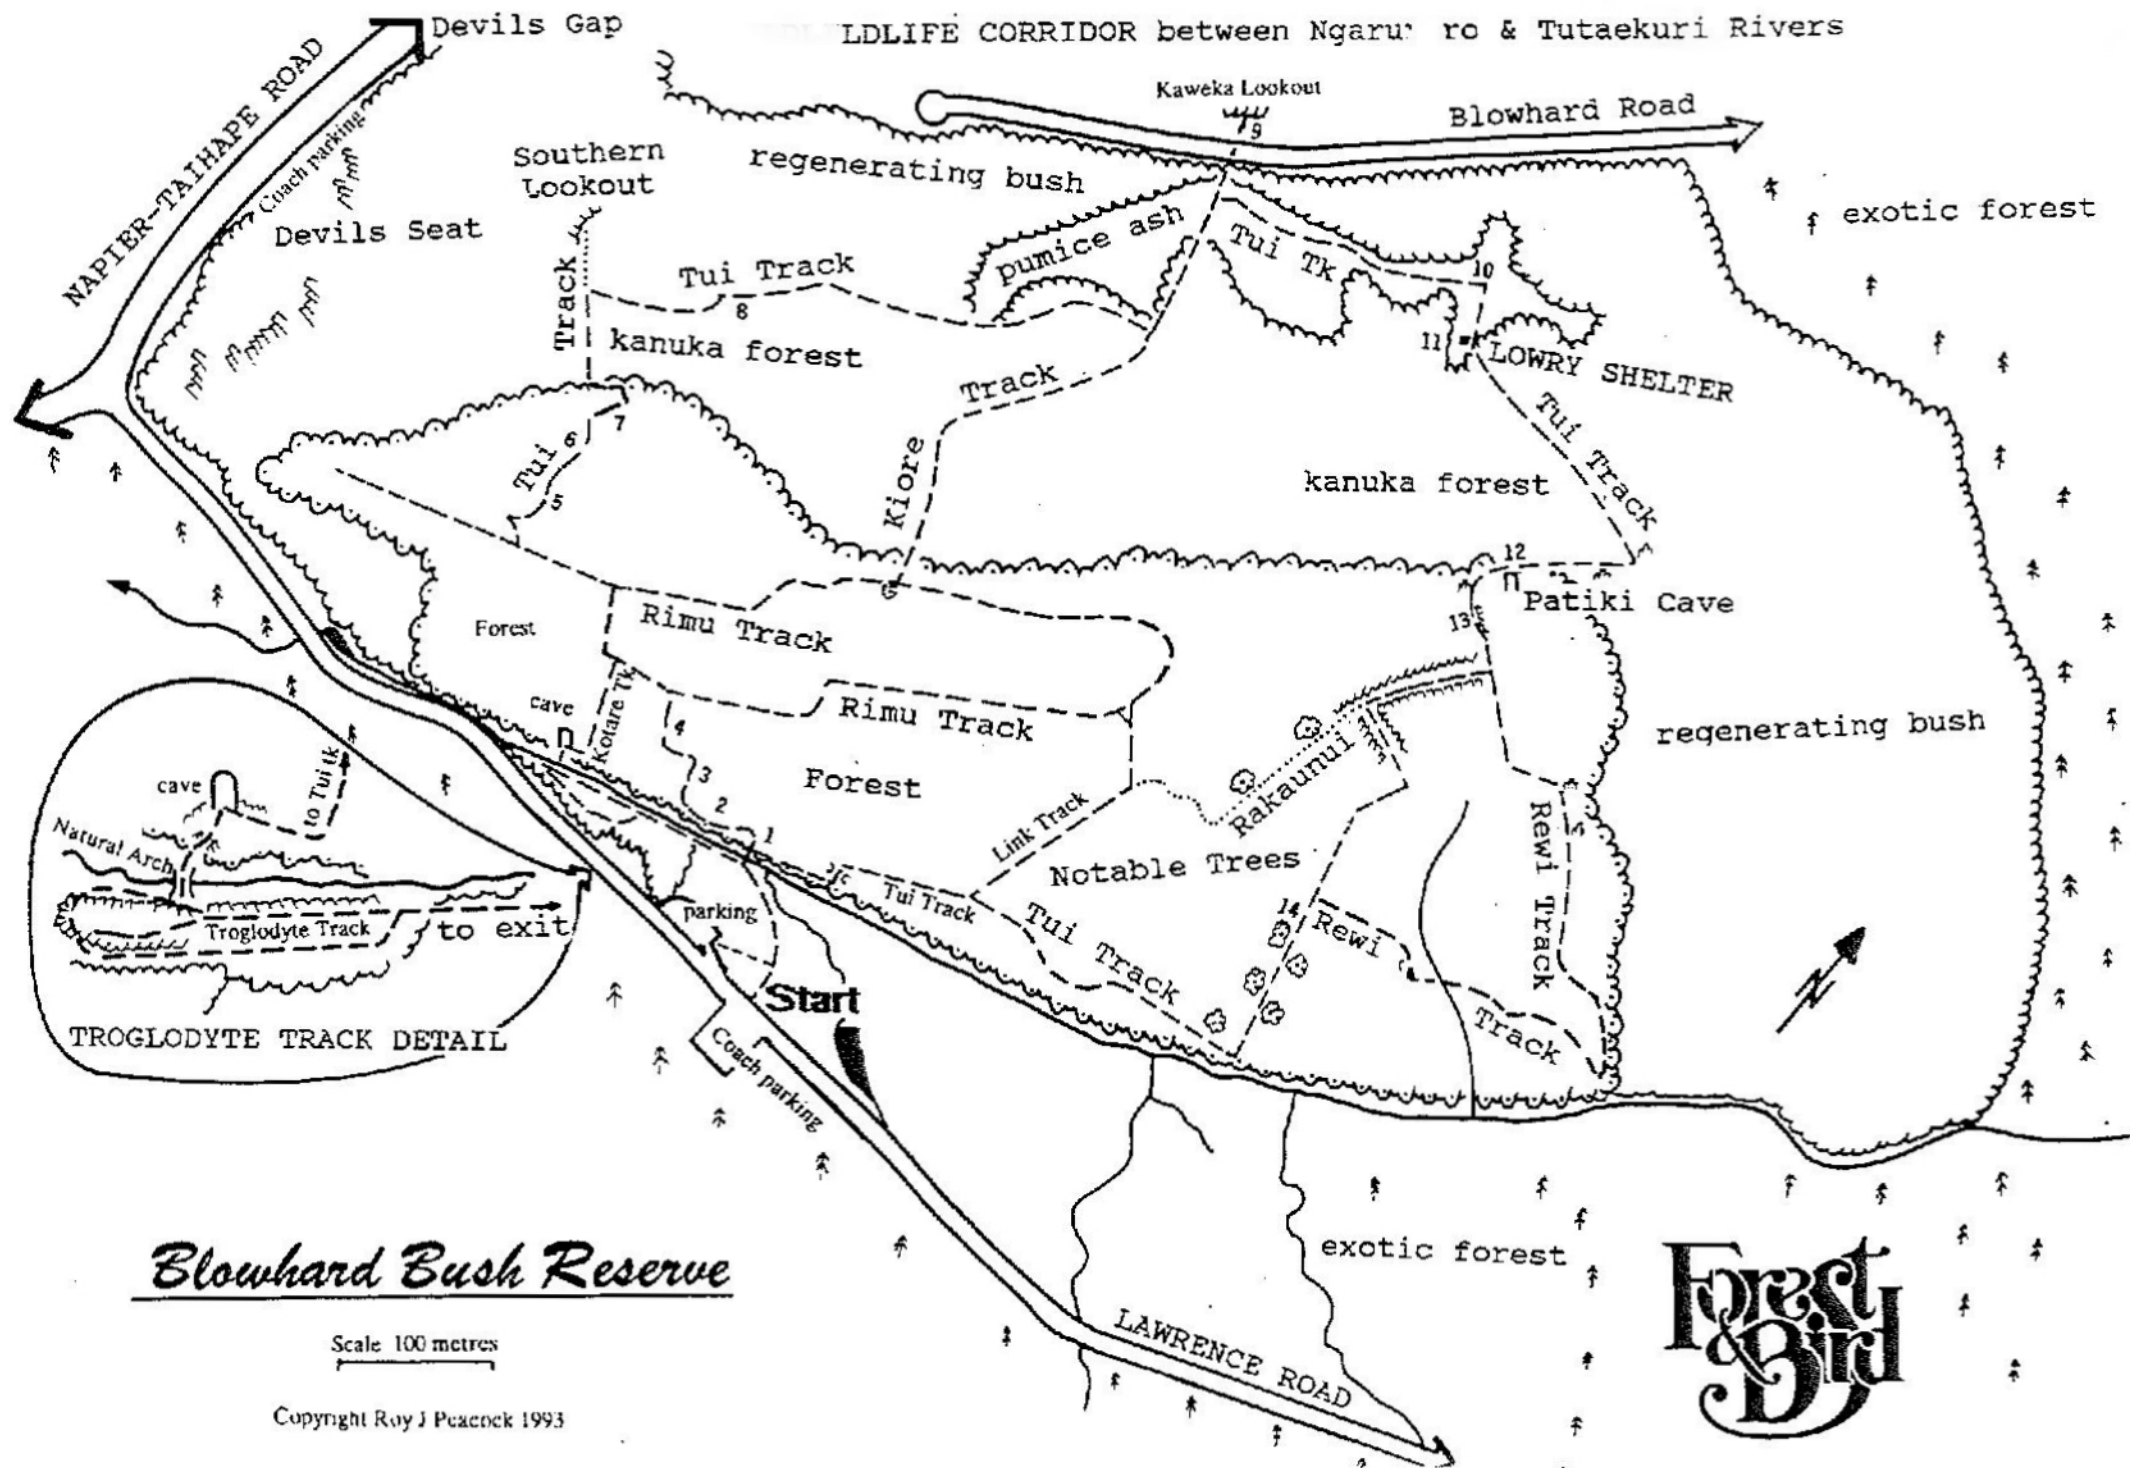 Devils Gap
LDLIFE CORRIDOR between Ngaru ro & Tutaekuri Rivers
NAPIER-TAIHAPE ROAD
Coach parking
Kaweka Lookout
9
Blowhard Road
Southern
Lookout
regenerating bush
exotic forest
Devils Seat
pumice ash
Tui Tk
10
Track
Tui Track
8
kanuka forest
11
LOWRY SHELTER
Track
Tui Track
7
6
Tui
5
Kiore
kanuka forest
12
Patiki Cave
13
Forest
Rimu Track
cave
Kotare Tk
4
Rimu Track
regenerating bush
3
Forest
2
1
Link Track
Rakaunui
Rewi Track
Notable Trees
Tui Track
Tui Track
14
Rewi
Track
parking
Start
Coach parking
cave
to Tui tk
Natural Arch
Troglodyte Track
to exit
TROGLODYTE TRACK DETAIL
N
exotic forest
LAWRENCE ROAD
Blowhard Bush Reserve
Scale 100 metres
Copyright Roy J Peacock 1993
Forest
& Bird